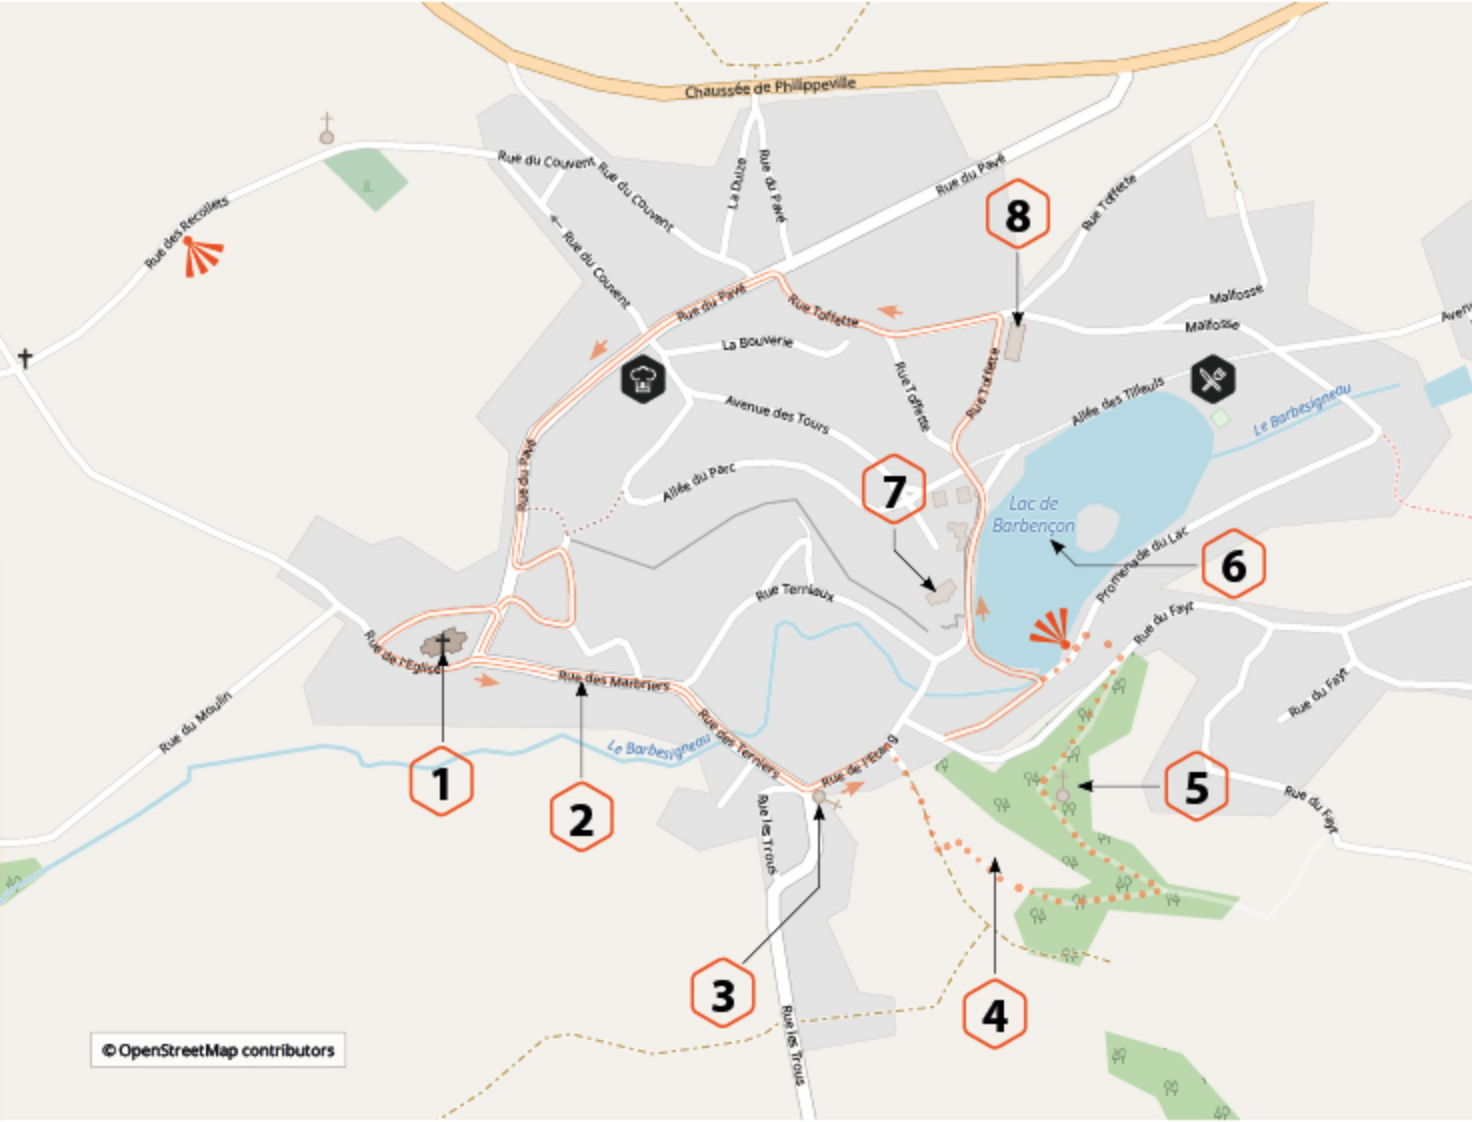 Chaussée de Philippeville
Rue du Couvent
Rue du Couvent
La Duize
Rue du Pavé
Rue du Pavé
Rue Toffette
8
Rue des Recollets
Rue du Couvent
Rue du Pavé
Rue Toffette
Malfosse
Malfosse
La Bouverie
Rue Toffette
Rue Toffette
Allée des Tilleuls
Le Barbesigneau
Avenue des Tours
Rue du Pavé
Allée du Parc
7
Lac de
Barbençon
6
Promenade du Lac
Rue Terniaux
Rue du Fayt
Rue de l'Eglise
Rue des Marbriers
Rue du Fayt
Rue du Moulin
Le Barbesigneau
Rue des Terniers
Rue de l'Etang
1
2
5
Rue du Fayt
Rue les Trous
3
4
Rue les Trous
© OpenStreetMap contributors